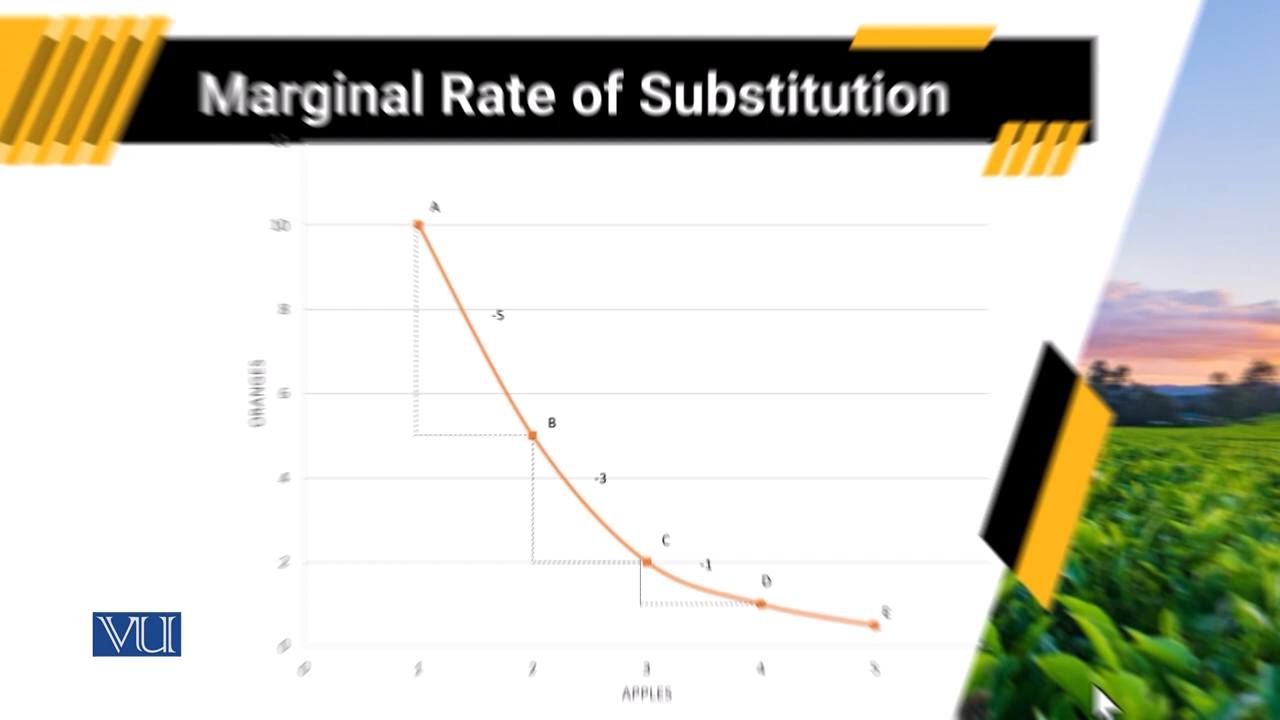 Marginal Rate of Substitution
A
10
8
-5
ORANGES
6
B
4
-3
C
2
-1
D
E
0
0 1 2 3 4 5
APPLES
VU